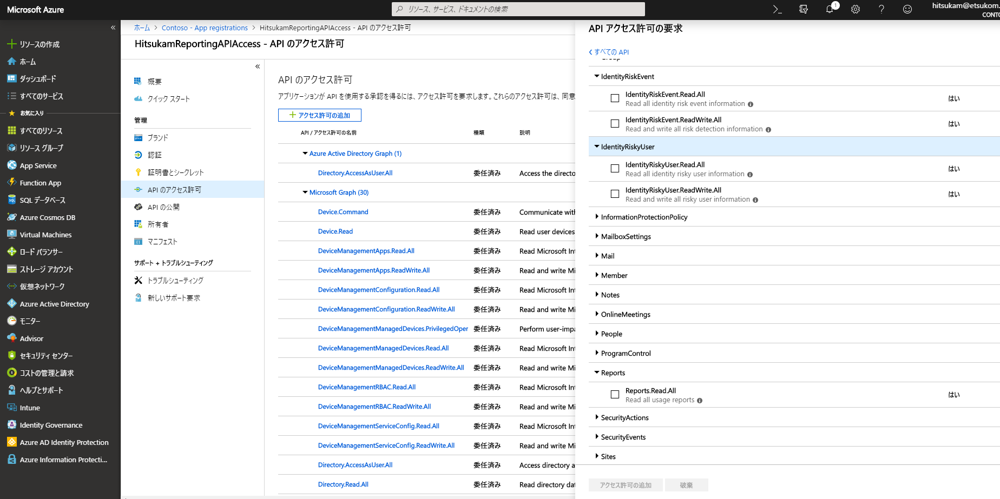 Microsoft Azure
リソース、サービス、ドキュメントの検索
1
hitsukam@etsukom.
CONTO
«
リソースの作成
ホーム
ダッシュボード
すべてのサービス
お気に入り
すべてのリソース
リソース グループ
App Service
Function App
SQL データベース
Azure Cosmos DB
Virtual Machines
ロード バランサー
ストレージ アカウント
仮想ネットワーク
Azure Active Directory
モニター
Advisor
セキュリティ センター
コストの管理と請求
ヘルプとサポート
Intune
Identity Governance
Azure AD Identity Protection
Azure Information Protecti...
ホーム > Contoso - App registrations > HitsukamReportingAPIAccess - API のアクセス許可
HitsukamReportingAPIAccess - API のアクセス許可
«
概要
クイック スタート
管理
ブランド
認証
証明書とシークレット
API のアクセス許可
API の公開
所有者
マニフェスト
サポート + トラブルシューティング
トラブルシューティング
新しいサポート要求
API のアクセス許可
アプリケーションが API を使用する承認を得るには、アクセス許可を要求します。これらのアクセス許可は、同意
アクセス許可の追加
API / アクセス許可の名前 種類 説明
Azure Active Directory Graph (1)
Directory.AccessAsUser.All 委任済み Access the directo
Microsoft Graph (30)
Device.Command 委任済み Communicate with
Device.Read 委任済み Read user devices
DeviceManagementApps.Read.All 委任済み Read Microsoft Int
DeviceManagementApps.ReadWrite.All 委任済み Read and write Mi
DeviceManagementConfiguration.Read.All 委任済み Read Microsoft Int
DeviceManagementConfiguration.ReadWrite.All 委任済み Read and write Mi
DeviceManagementManagedDevices.PrivilegedOper 委任済み Perform user-impa
DeviceManagementManagedDevices.Read.All 委任済み Read Microsoft Int
DeviceManagementManagedDevices.ReadWrite.All 委任済み Read and write Mi
DeviceManagementRBAC.Read.All 委任済み Read Microsoft Int
DeviceManagementRBAC.ReadWrite.All 委任済み Read and write Mi
DeviceManagementServiceConfig.Read.All 委任済み Read Microsoft Int
DeviceManagementServiceConfig.ReadWrite.All 委任済み Read and write Mi
Directory.AccessAsUser.All 委任済み Access directory a
Directory.Read.All 委任済み Read directory dat
API アクセス許可の要求
すべての API
Group
IdentityRiskEvent
IdentityRiskEvent.Read.All はい
Read all identity risk event information
IdentityRiskEvent.ReadWrite.All はい
Read and write all risk detection information
IdentityRiskyUser
IdentityRiskyUser.Read.All はい
Read all identity risky user information
IdentityRiskyUser.ReadWrite.All はい
Read and write all risky user information
InformationProtectionPolicy
MailboxSettings
Mail
Member
Notes
OnlineMeetings
People
ProgramControl
Reports
Reports.Read.All はい
Read all usage reports
SecurityActions
SecurityEvents
Sites
アクセス許可の追加 破棄